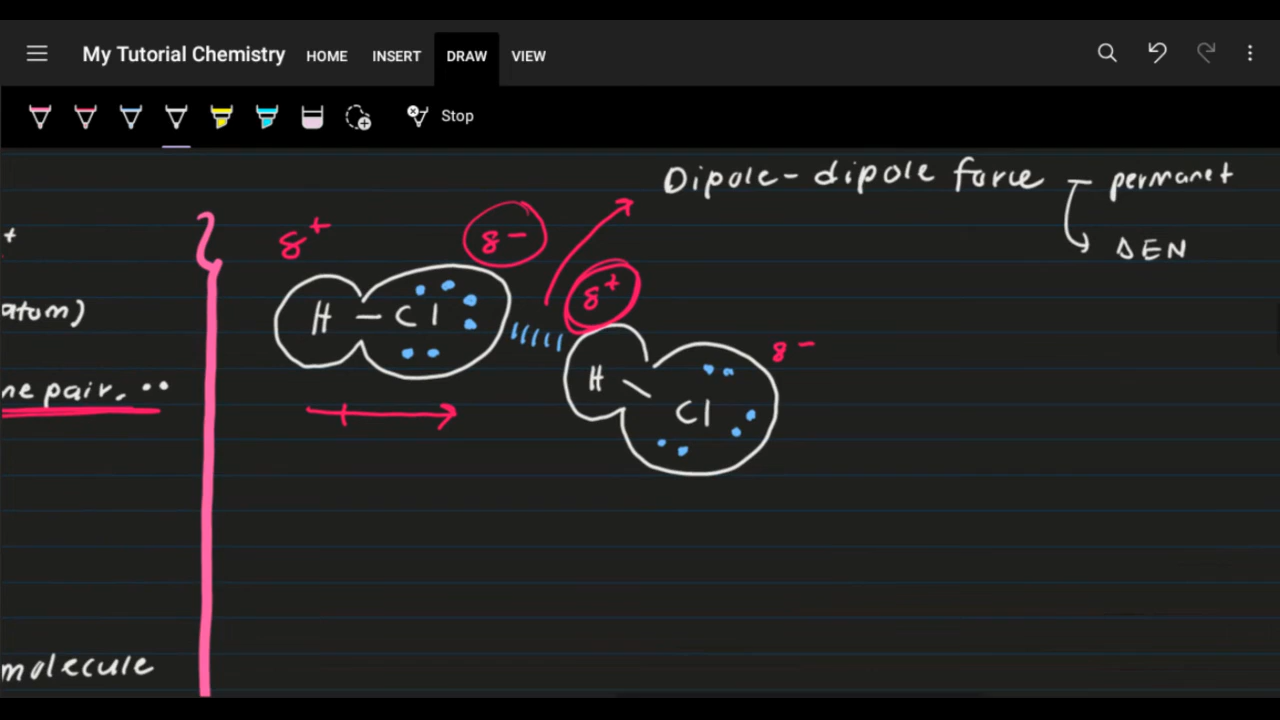 My Tutorial Chemistry HOME INSERT DRAW VIEW
Stop
Dipole-dipole force permanet
ΔEN
+
atom)
ne pair.
molecule
δ+ δ-
H - Cl
δ+ δ-
H - Cl